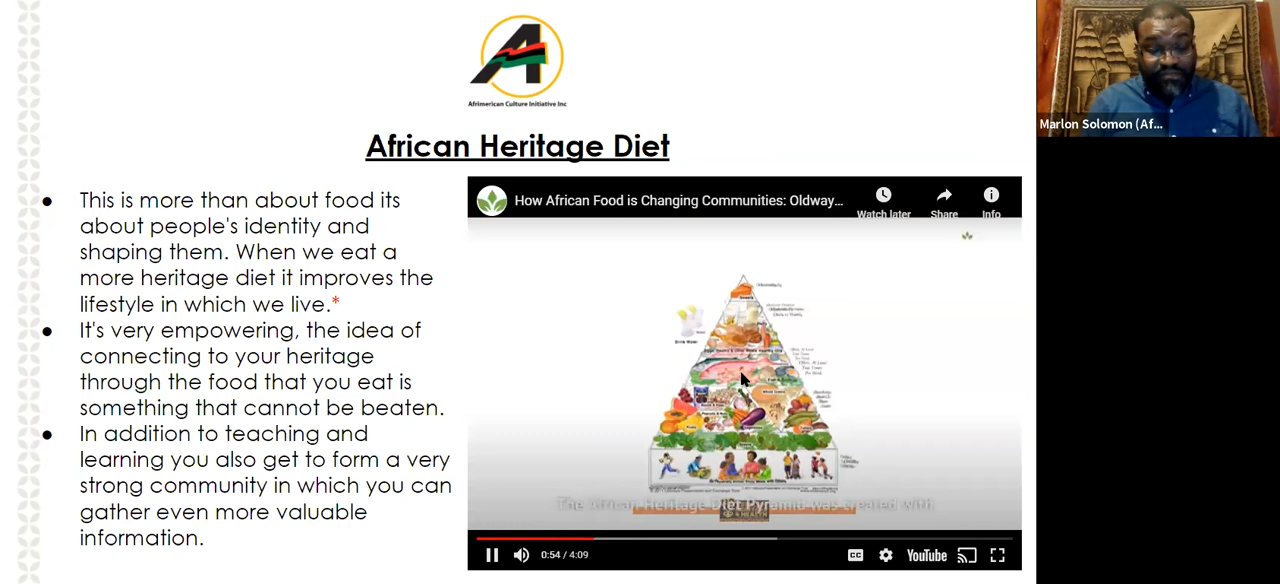 Afrimerican Culture Initiative Inc
African Heritage Diet
This is more than about food its
about people's identity and
shaping them. When we eat a
more heritage diet it improves the
lifestyle in which we live.*
It's very empowering, the idea of
connecting to your heritage
through the food that you eat is
something that cannot be beaten.
In addition to teaching and
learning you also get to form a very
strong community in which you can
gather even more valuable
information.
How African Food is Changing Communities: Oldway...
Watch later
Share
Info
The African Heritage Diet Pyramid was created with
0:54 / 4:09
CC
YouTube
Marlon Solomon (Af...